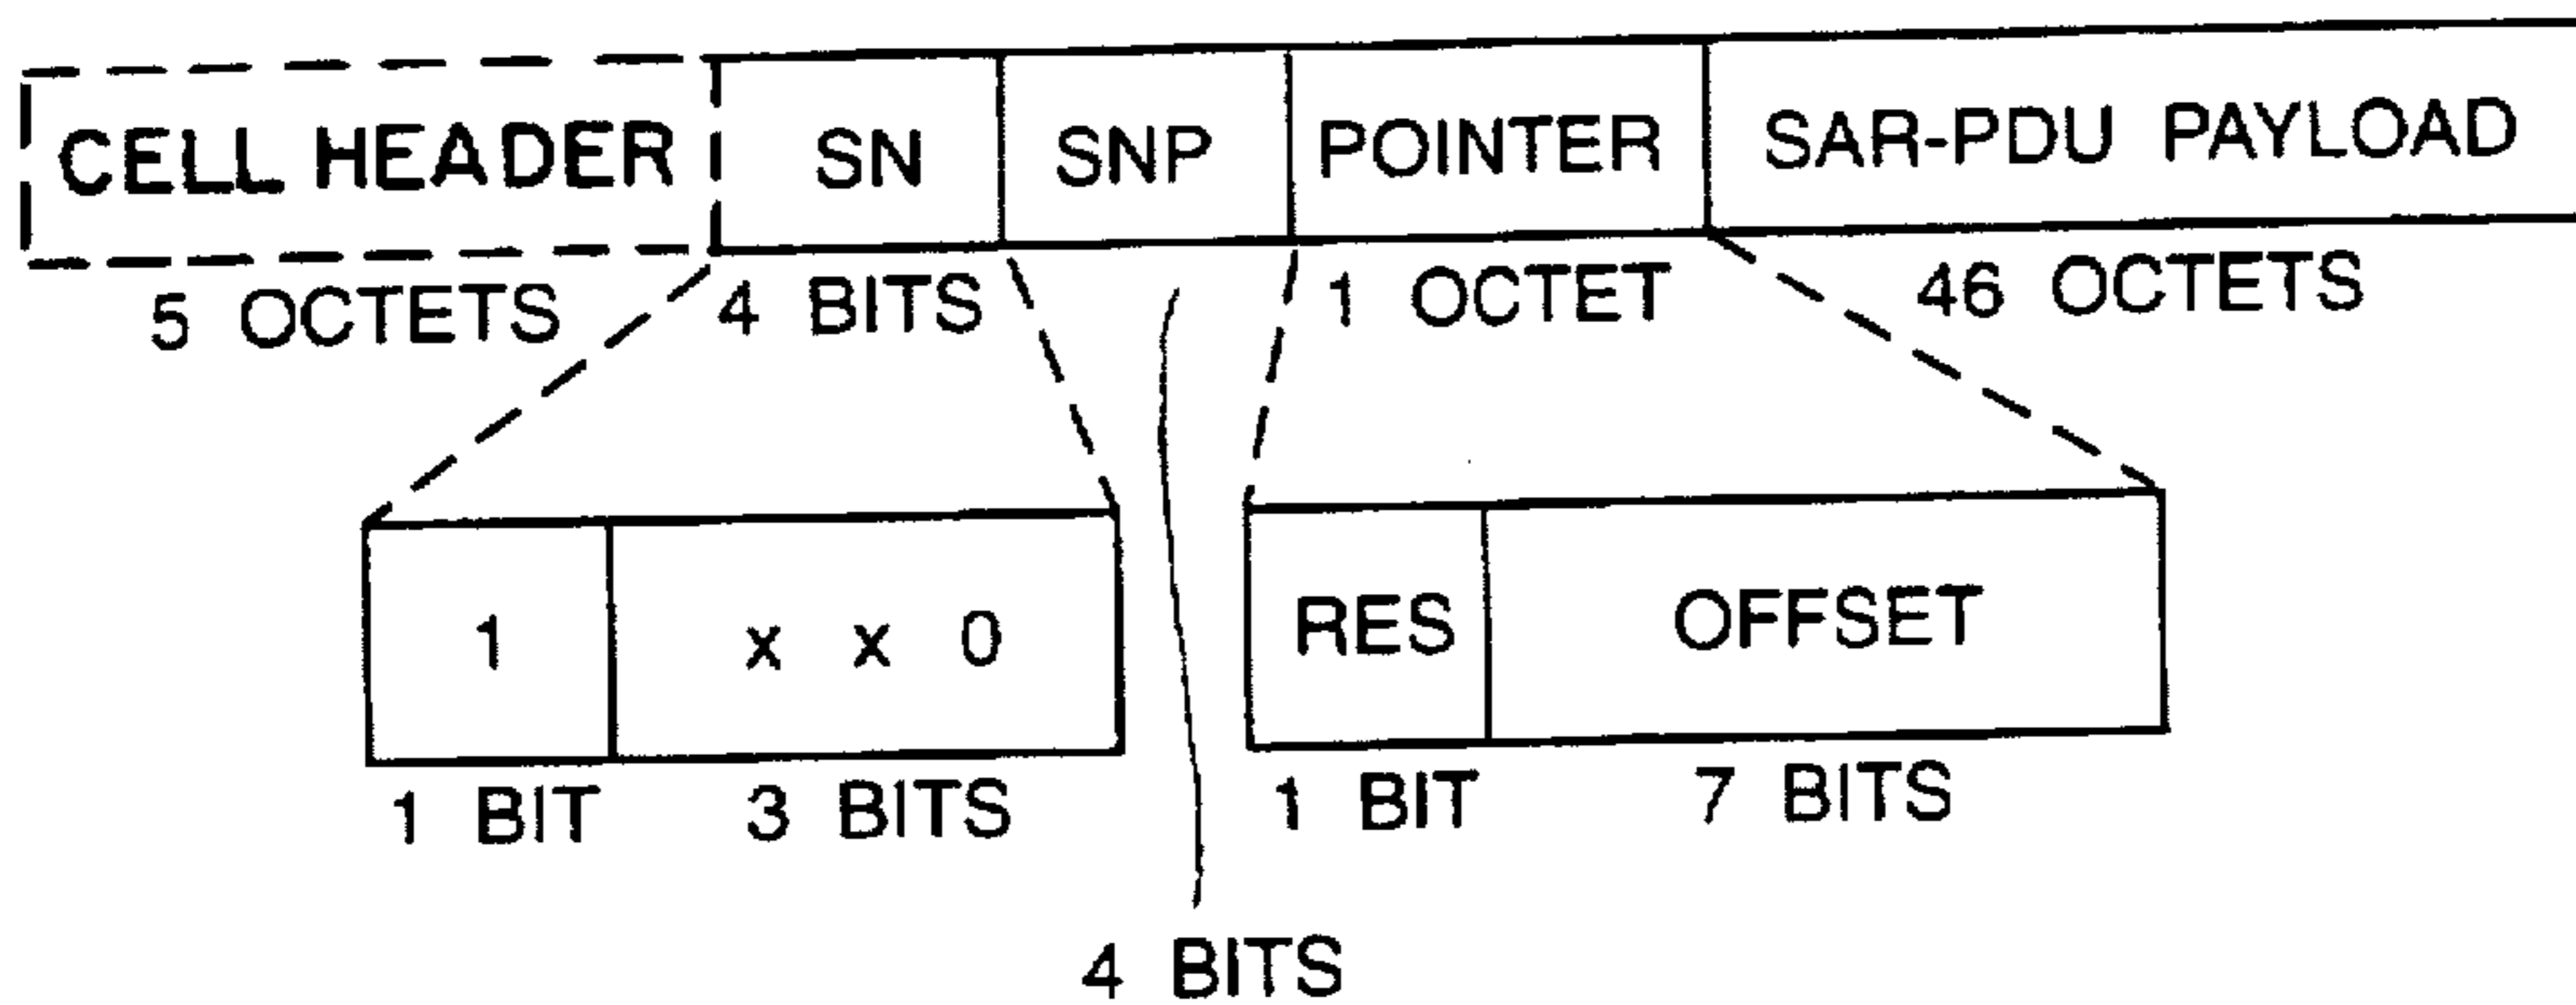 CELL HEADER SN SNP POINTER SAR-PDU PAYLOAD
5 OCTETS 4 BITS 1 OCTET 46 OCTETS
1 x x 0 RES OFFSET
1 BIT 3 BITS 1 BIT 7 BITS
4 BITS